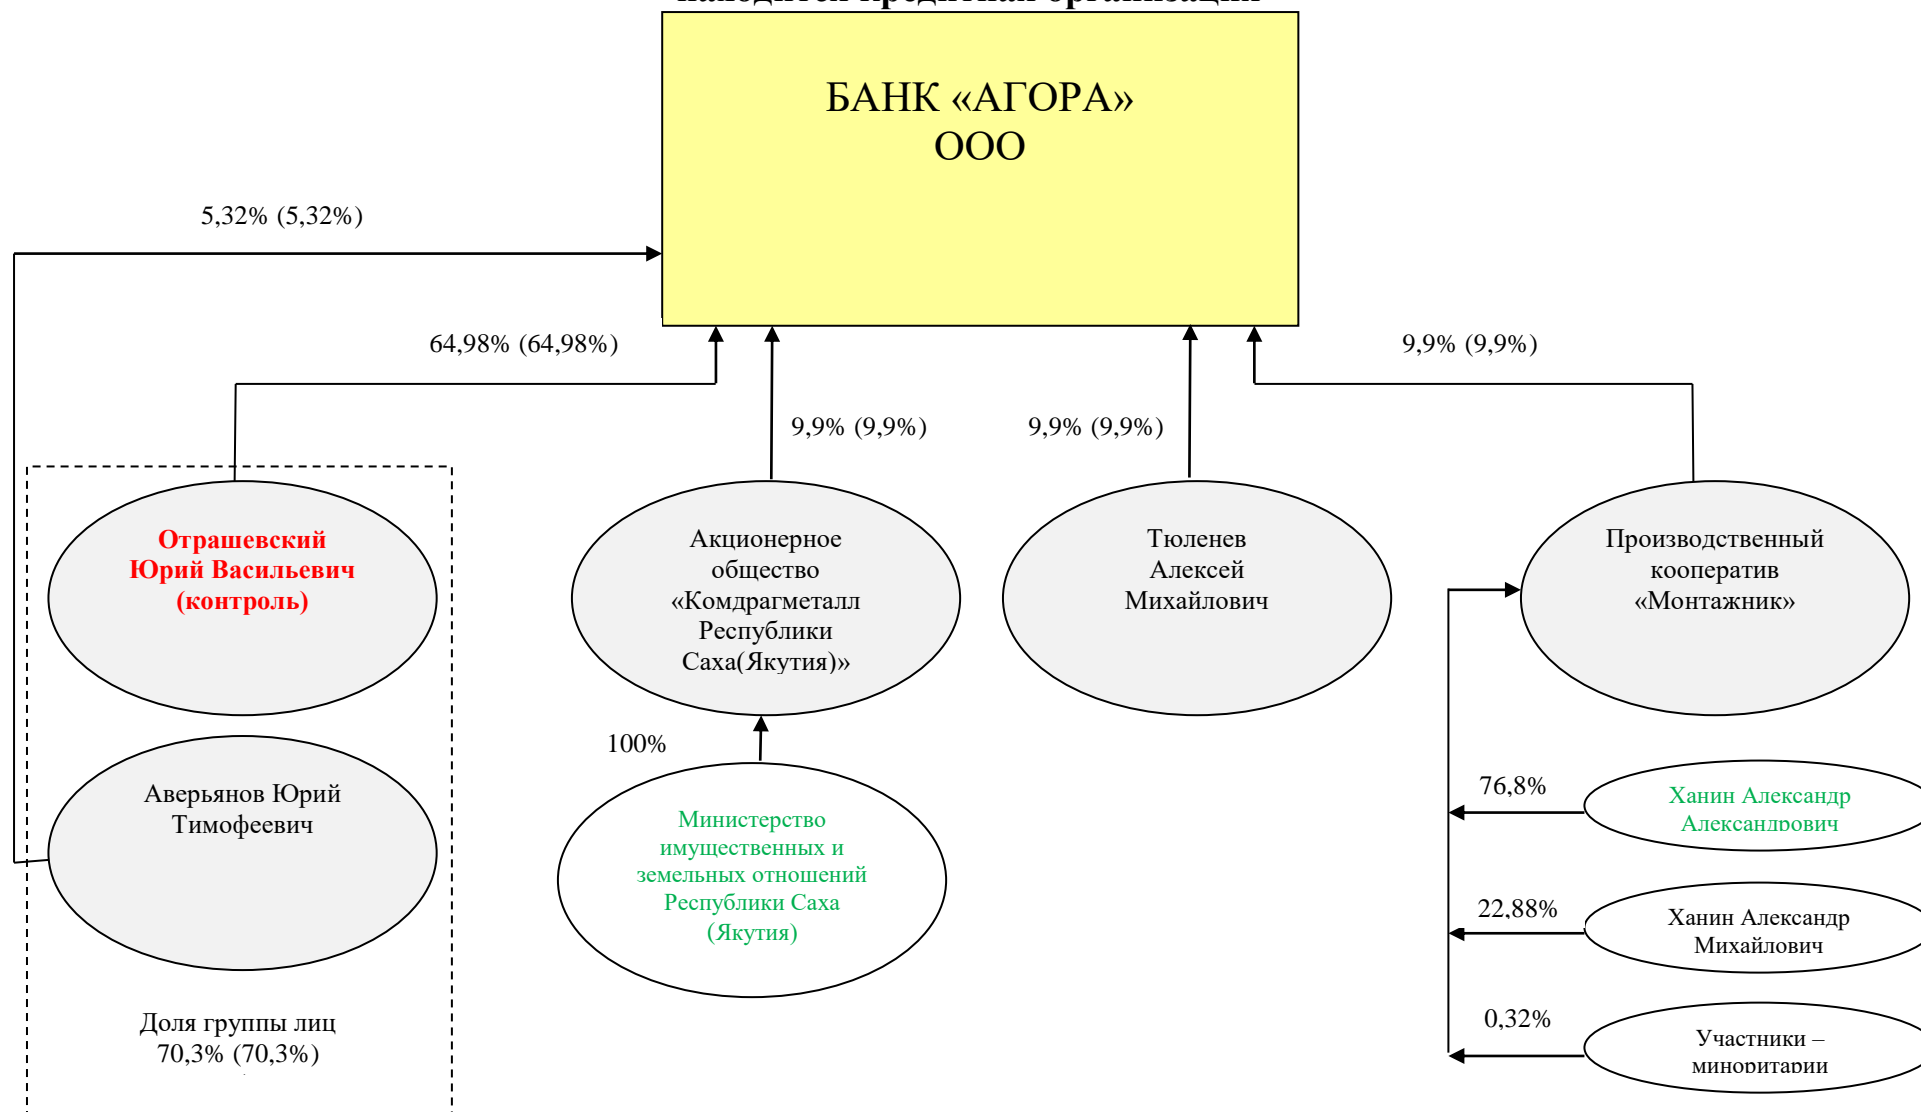 находится кредитная организация
БАНК «АГОРА»
ООО
5,32% (5,32%)
64,98% (64,98%)
9,9% (9,9%)
9,9% (9,9%)
9,9% (9,9%)
Отрашевский
Юрий Васильевич
(контроль)
Акционерное
общество
«Комдрагметалл
Республики
Саха(Якутия)»
Тюленев
Алексей
Михайлович
Производственный
кооператив
«Монтажник»
100%
Аверьянов Юрий
Тимофеевич
Министерство
имущественных и
земельных отношений
Республики Саха
(Якутия)
76,8%
Ханин Александр
Александрович
22,88%
Ханин Александр
Михайлович
0,32%
Участники –
миноритарии
Доля группы лиц
70,3% (70,3%)